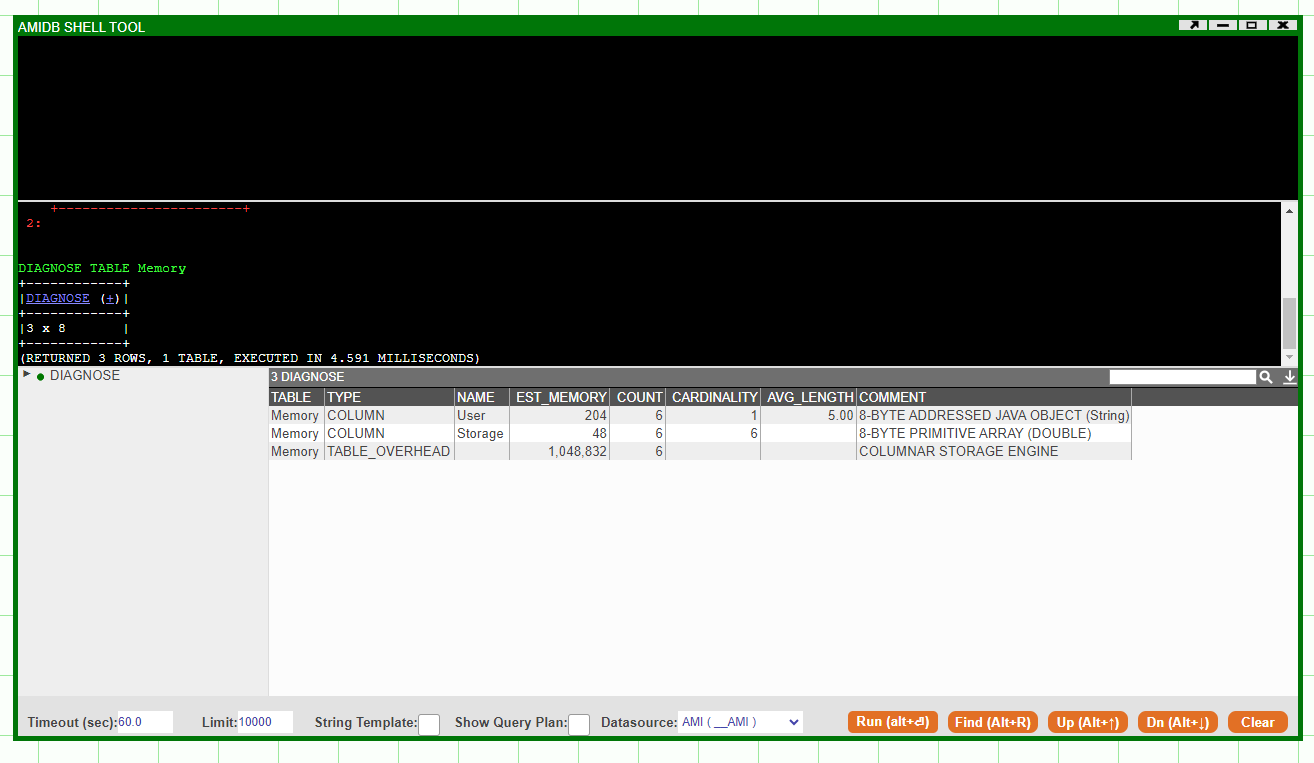 AMIDB SHELL TOOL
+-----------------------+
2:
DIAGNOSE TABLE Memory
+------------+
|DIAGNOSE (+)|
+------------+
|3 x 8       |
+------------+
(RETURNED 3 ROWS, 1 TABLE, EXECUTED IN 4.591 MILLISECONDS)
DIAGNOSE
3 DIAGNOSE
TABLE TYPE NAME EST_MEMORY COUNT CARDINALITY AVG_LENGTH COMMENT
Memory COLUMN User 204 6 1 5.00 8-BYTE ADDRESSED JAVA OBJECT (String)
Memory COLUMN Storage 48 6 6 8-BYTE PRIMITIVE ARRAY (DOUBLE)
Memory TABLE_OVERHEAD 1,048,832 6 COLUMNAR STORAGE ENGINE
Timeout (sec): 60.0 Limit: 10000 String Template: Show Query Plan: Datasource: AMI ( __AMI ) Run (alt+⏎) Find (Alt+R) Up (Alt+↑) Dn (Alt+↓) Clear